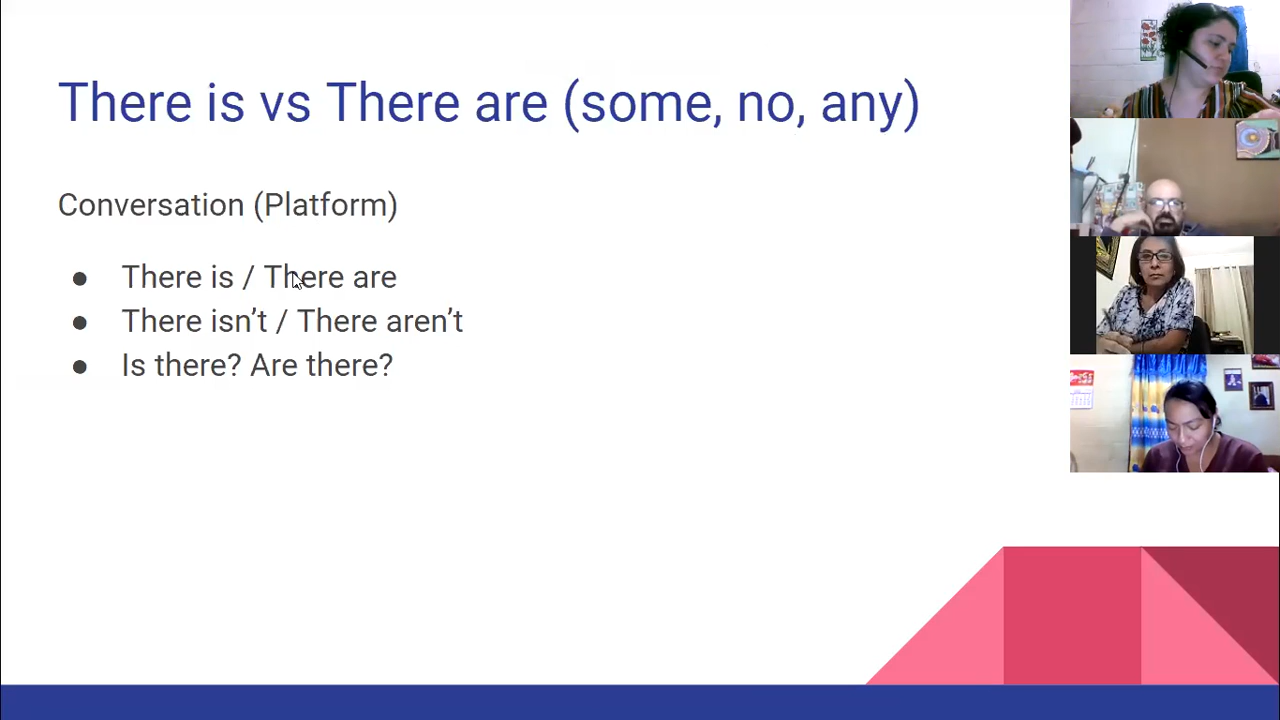 There is vs There are (some, no, any)
Conversation (Platform)
● There is / There are
● There isn’t / There aren’t
● Is there? Are there?